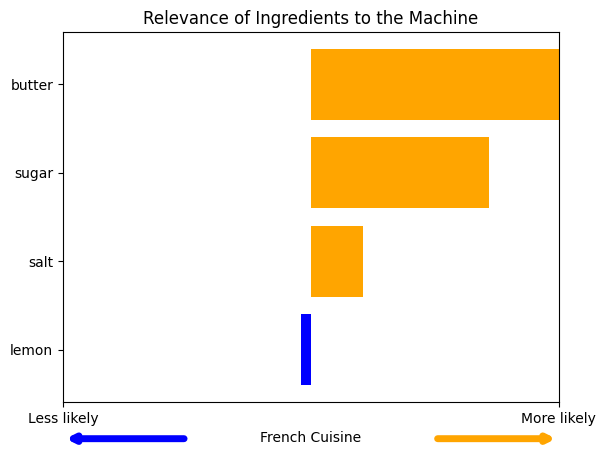 Relevance of Ingredients to the Machine
butter
sugar
salt
lemon
Less likely
More likely
French Cuisine